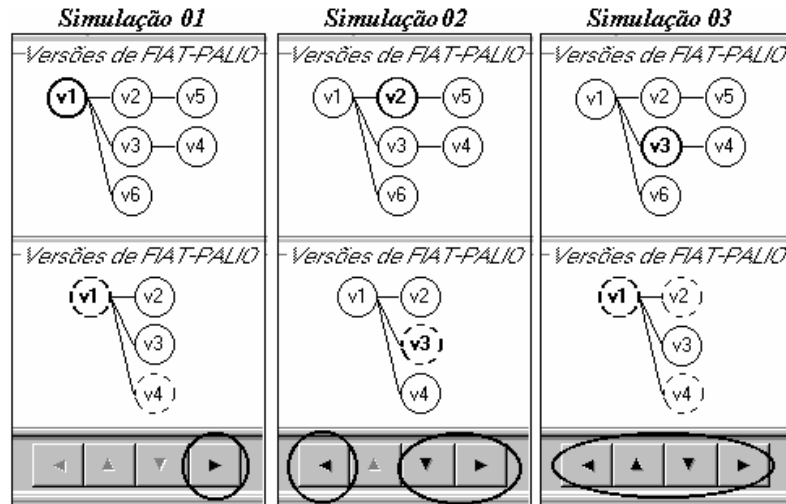 Simulação 01
Simulação 02
Simulação 03
Versões de FIAT-PALIO
v1 v2 v5
v3 v4
v6
Versões de FIAT-PALIO
v1 v2 v5
v3 v4
v6
Versões de FIAT-PALIO
v1 v2 v5
v3 v4
v6
Versões de FIAT-PALIO
v1 v2
v3
v4
Versões de FIAT-PALIO
v1 v2
v3
v4
Versões de FIAT-PALIO
v1 v2
v3
v4